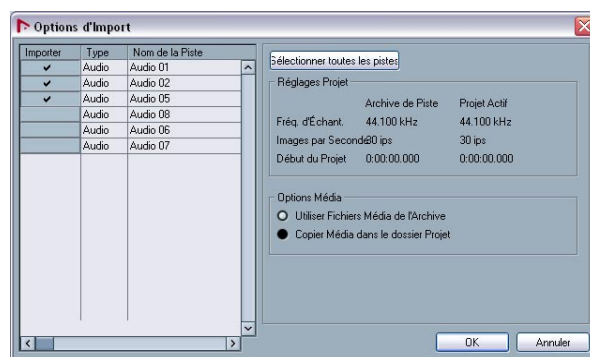 Options d'Import
Importer Type Nom de la Piste
Audio Audio 01
Audio Audio 02
Audio Audio 05
Audio Audio 08
Audio Audio 06
Audio Audio 07
Sélectionner toutes les pistes
Réglages Projet
Archive de Piste Projet Actif
Fréq. d'Échant. 44.100 kHz 44.100 kHz
Images par Seconde 30 ips 30 ips
Début du Projet 0:00:00.000 0:00:00.000
Options Média
Utiliser Fichiers Média de l'Archive
Copier Média dans le dossier Projet
OK Annuler